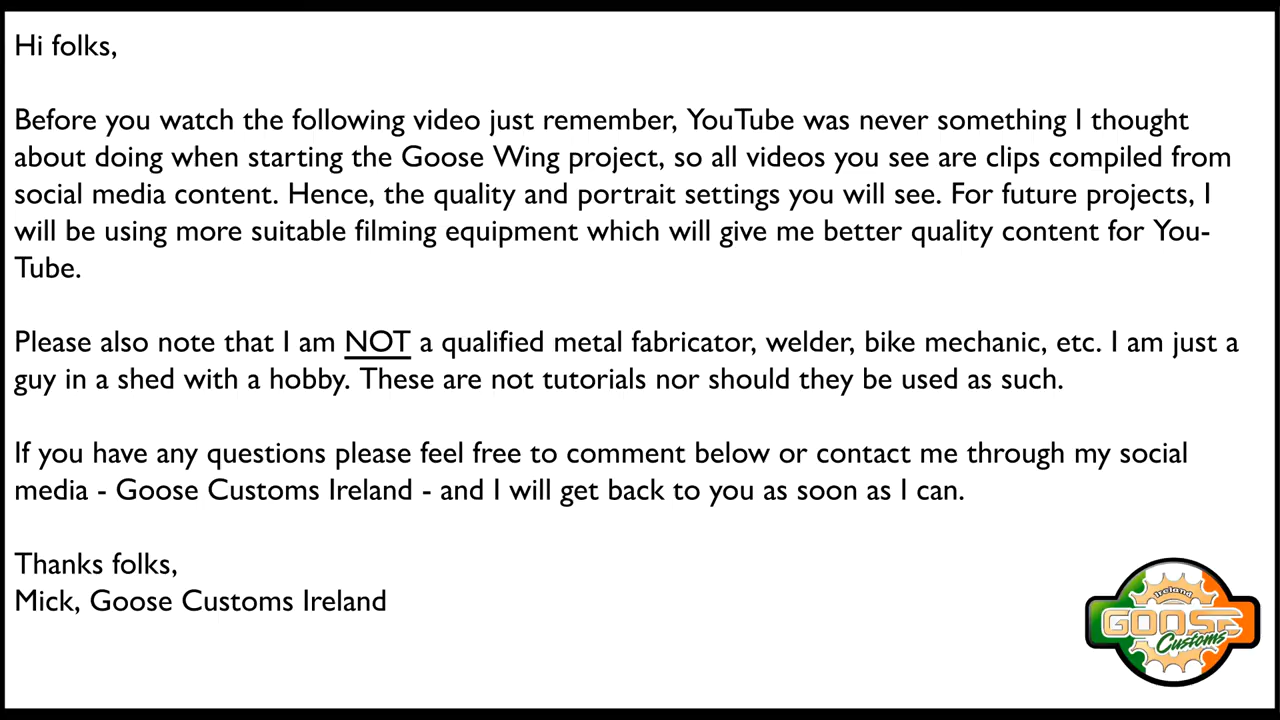 Hi folks,
Before you watch the following video just remember, YouTube was never something I thought
about doing when starting the Goose Wing project, so all videos you see are clips compiled from
social media content. Hence, the quality and portrait settings you will see. For future projects, I
will be using more suitable filming equipment which will give me better quality content for You-
Tube.
Please also note that I am NOT a qualified metal fabricator, welder, bike mechanic, etc. I am just a
guy in a shed with a hobby. These are not tutorials nor should they be used as such.
If you have any questions please feel free to comment below or contact me through my social
media - Goose Customs Ireland - and I will get back to you as soon as I can.
Thanks folks,
Mick, Goose Customs Ireland
Ireland
GOOSE
Customs